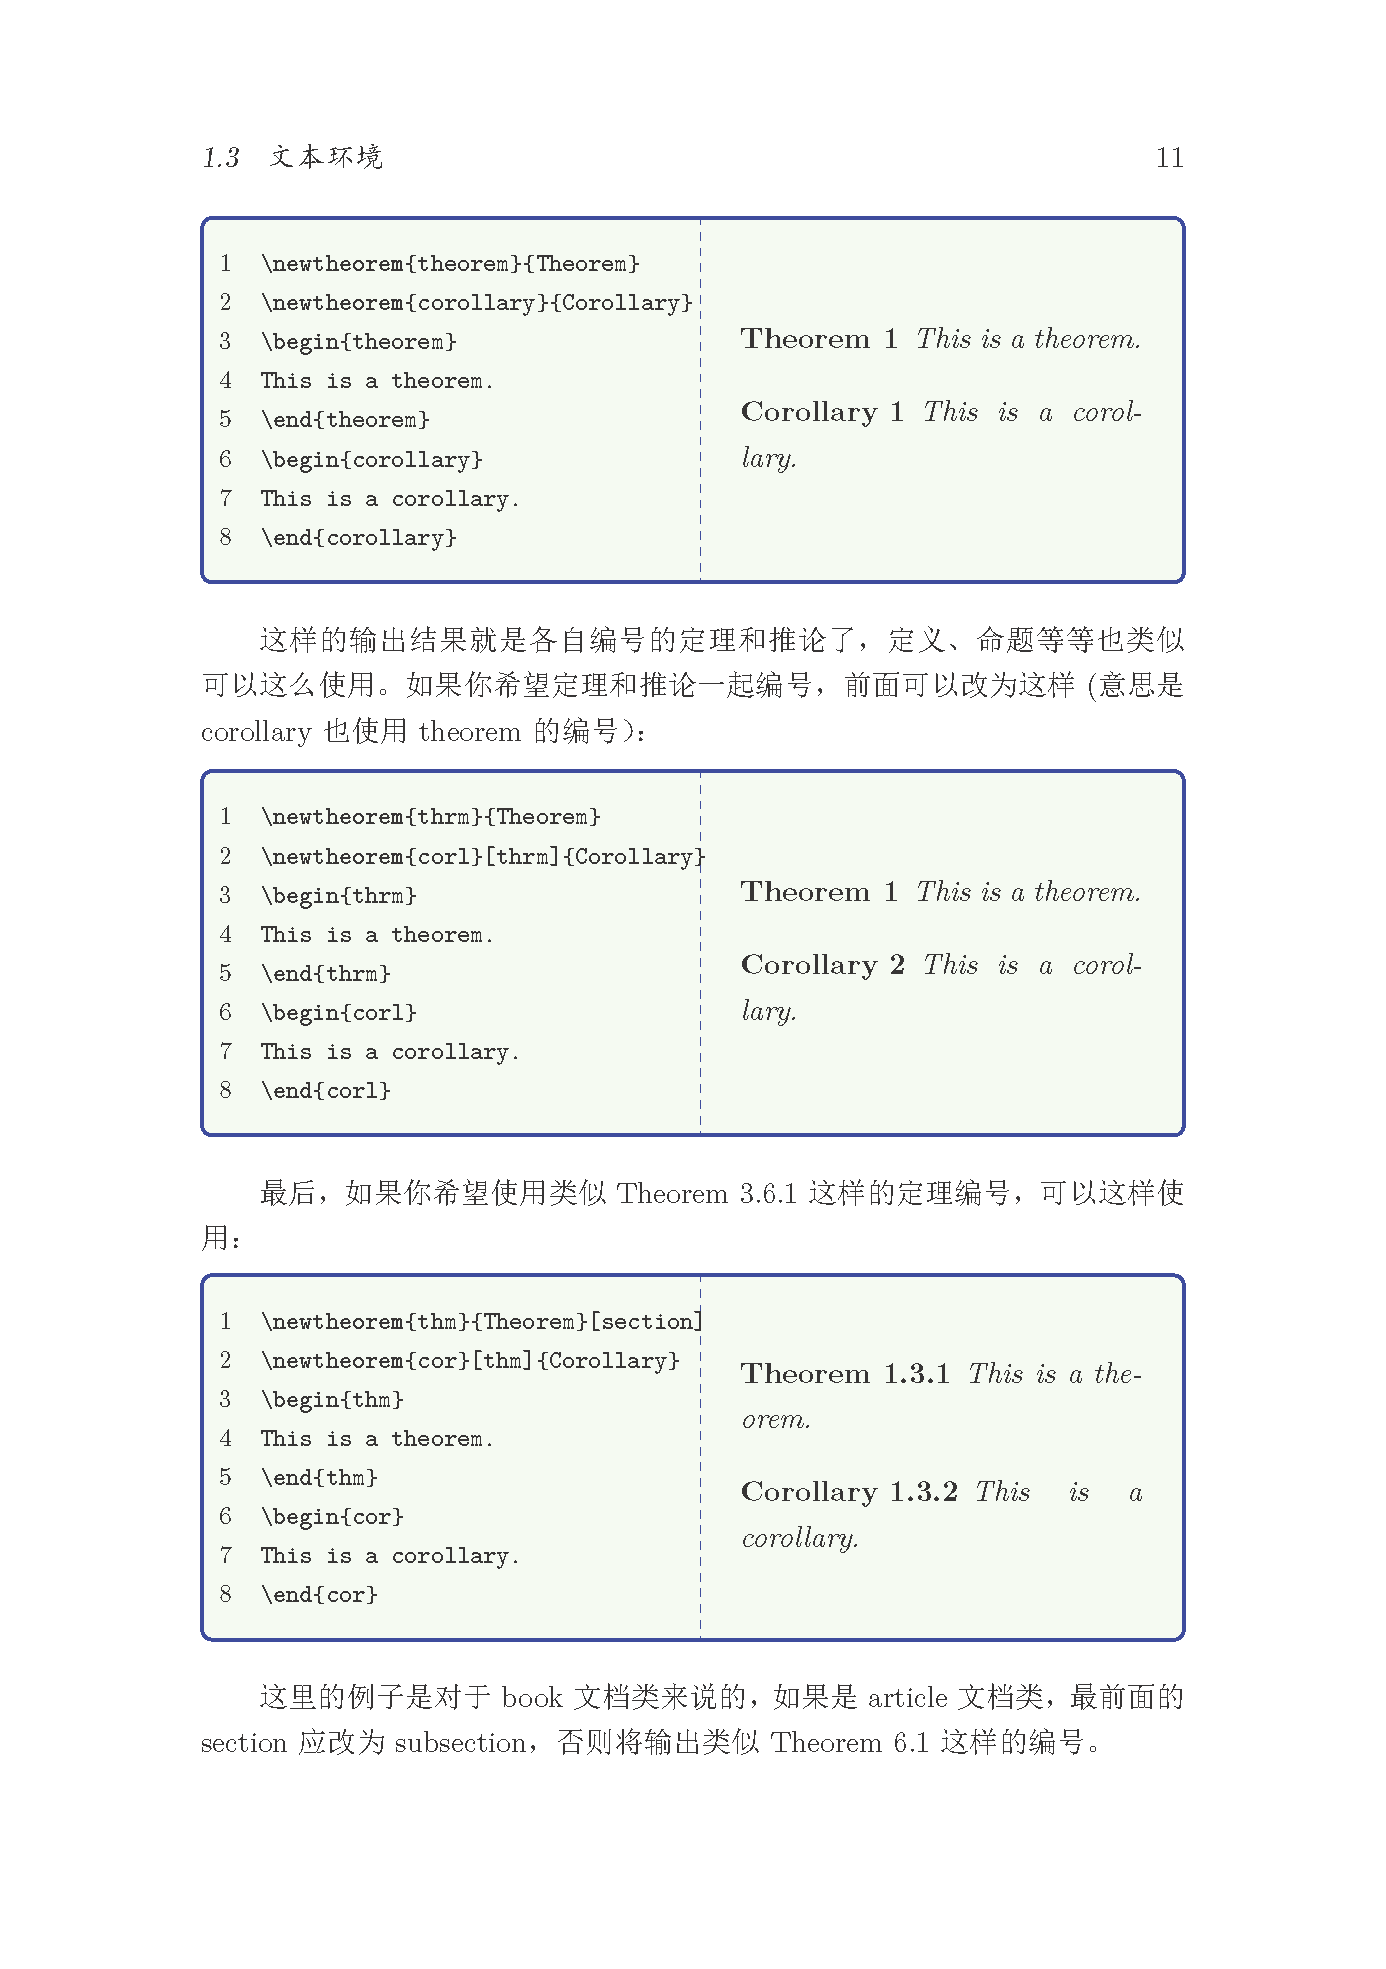 1.3 文本环境 11
1 \newtheorem{theorem}{Theorem}
2 \newtheorem{corollary}{Corollary}
3 \begin{theorem}
4 This is a theorem.
5 \end{theorem}
6 \begin{corollary}
7 This is a corollary.
8 \end{corollary}
Theorem 1 This is a theorem.
Corollary 1 This is a corol-
lary.
这样的输出结果就是各自编号的定理和推论了，定义、命题等等也类似
可以这么使用。如果你希望定理和推论一起编号，前面可以改为这样 (意思是
corollary 也使用 theorem 的编号)：
1 \newtheorem{thrm}{Theorem}
2 \newtheorem{corl}[thrm]{Corollary}
3 \begin{thrm}
4 This is a theorem.
5 \end{thrm}
6 \begin{corl}
7 This is a corollary.
8 \end{corl}
Theorem 1 This is a theorem.
Corollary 2 This is a corol-
lary.
最后，如果你希望使用类似 Theorem 3.6.1 这样的定理编号，可以这样使
用：
1 \newtheorem{thm}{Theorem}[section]
2 \newtheorem{cor}[thm]{Corollary}
3 \begin{thm}
4 This is a theorem.
5 \end{thm}
6 \begin{cor}
7 This is a corollary.
8 \end{cor}
Theorem 1.3.1 This is a the-
orem.
Corollary 1.3.2 This is a
corollary.
这里的例子是对于 book 文档类来说的，如果是 article 文档类，最前面的
section 应改为 subsection，否则将输出类似 Theorem 6.1 这样的编号。